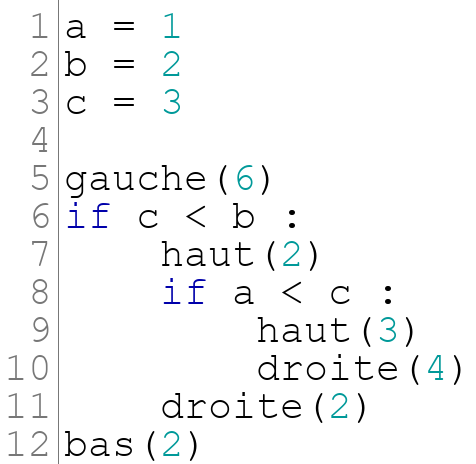 1 a = 1
2 b = 2
3 c = 3
4
5 gauche(6)
6 if c < b :
7     haut(2)
8     if a < c :
9         haut(3)
10         droite(4)
11     droite(2)
12 bas(2)